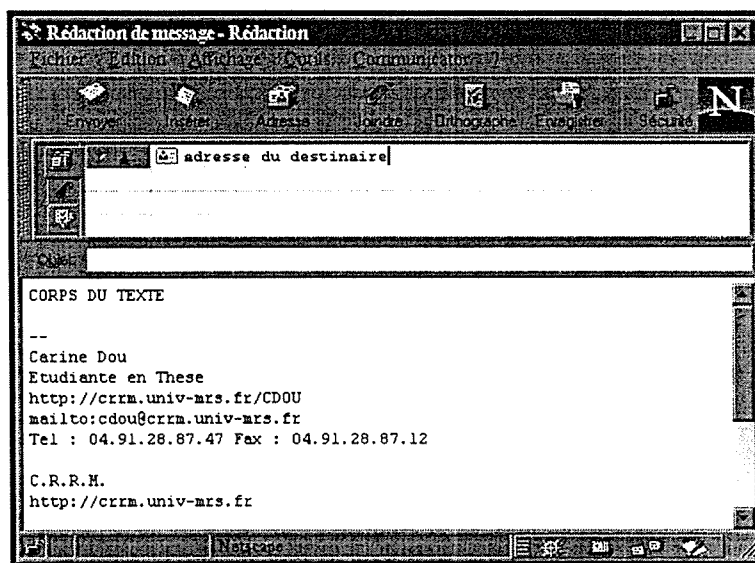 Rédaction de message - Rédaction
Fichier Edition Affichage Outils Communicator ?
Envoyer Insérer Adresse Joindre Orthographe Enregistrer Sécurité N
adresse du destinaire
Objet:
CORPS DU TEXTE
--
Carine Dou
Etudiante en These
http://crrm.univ-mrs.fr/CDOU
mailto:cdou@crrm.univ-mrs.fr
Tel : 04.91.28.87.47 Fax : 04.91.28.87.12
C.R.R.M.
http://crrm.univ-mrs.fr
Netscape